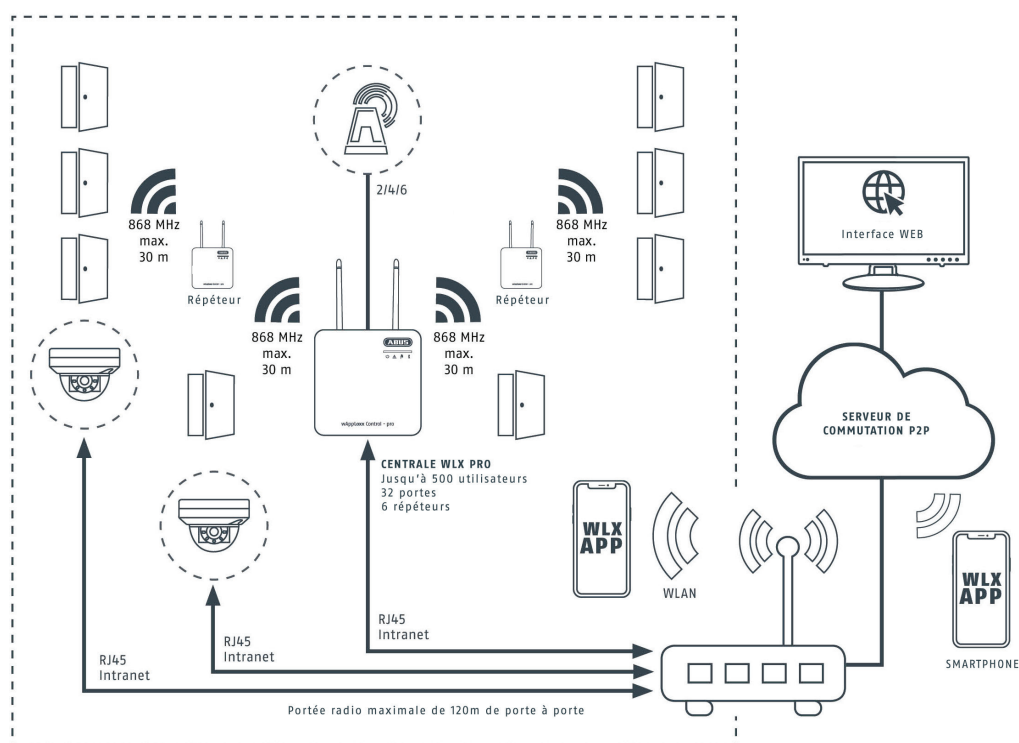 2/4/6
868 MHz
max.
30 m
868 MHz
max.
30 m
Répéteur
Répéteur
Interface WEB
868 MHz
max.
30 m
868 MHz
max.
30 m
ABUS
wAppLoxx Control - pro
SERVEUR DE
COMMUTATION P2P
CENTRALE WLX PRO
Jusqu'à 500 utilisateurs
32 portes
6 répéteurs
WLX
APP
WLAN
WLX
APP
SMARTPHONE
RJ45
Intranet
RJ45
Intranet
RJ45
Intranet
Portée radio maximale de 120m de porte à porte